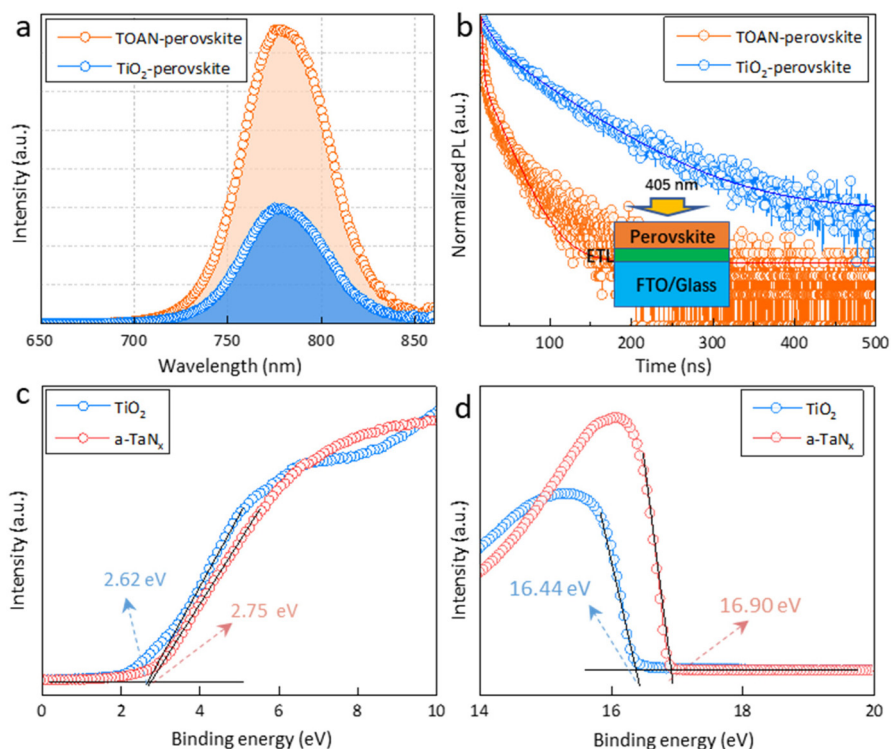 a
TOAN-perovskite
TiO₂-perovskite
Intensity (a.u.)
650 700 750 800 850
Wavelength (nm)
b
TOAN-perovskite
TiO₂-perovskite
Normalized PL (a.u.)
405 nm
Perovskite
ETL
FTO/Glass
100 200 300 400 500
Time (ns)
c
TiO₂
a-TaNₓ
Intensity (a.u.)
2.62 eV
2.75 eV
0 2 4 6 8 10
Binding energy (eV)
d
TiO₂
a-TaNₓ
Intensity (a.u.)
16.44 eV
16.90 eV
14 16 18 20
Binding energy (eV)